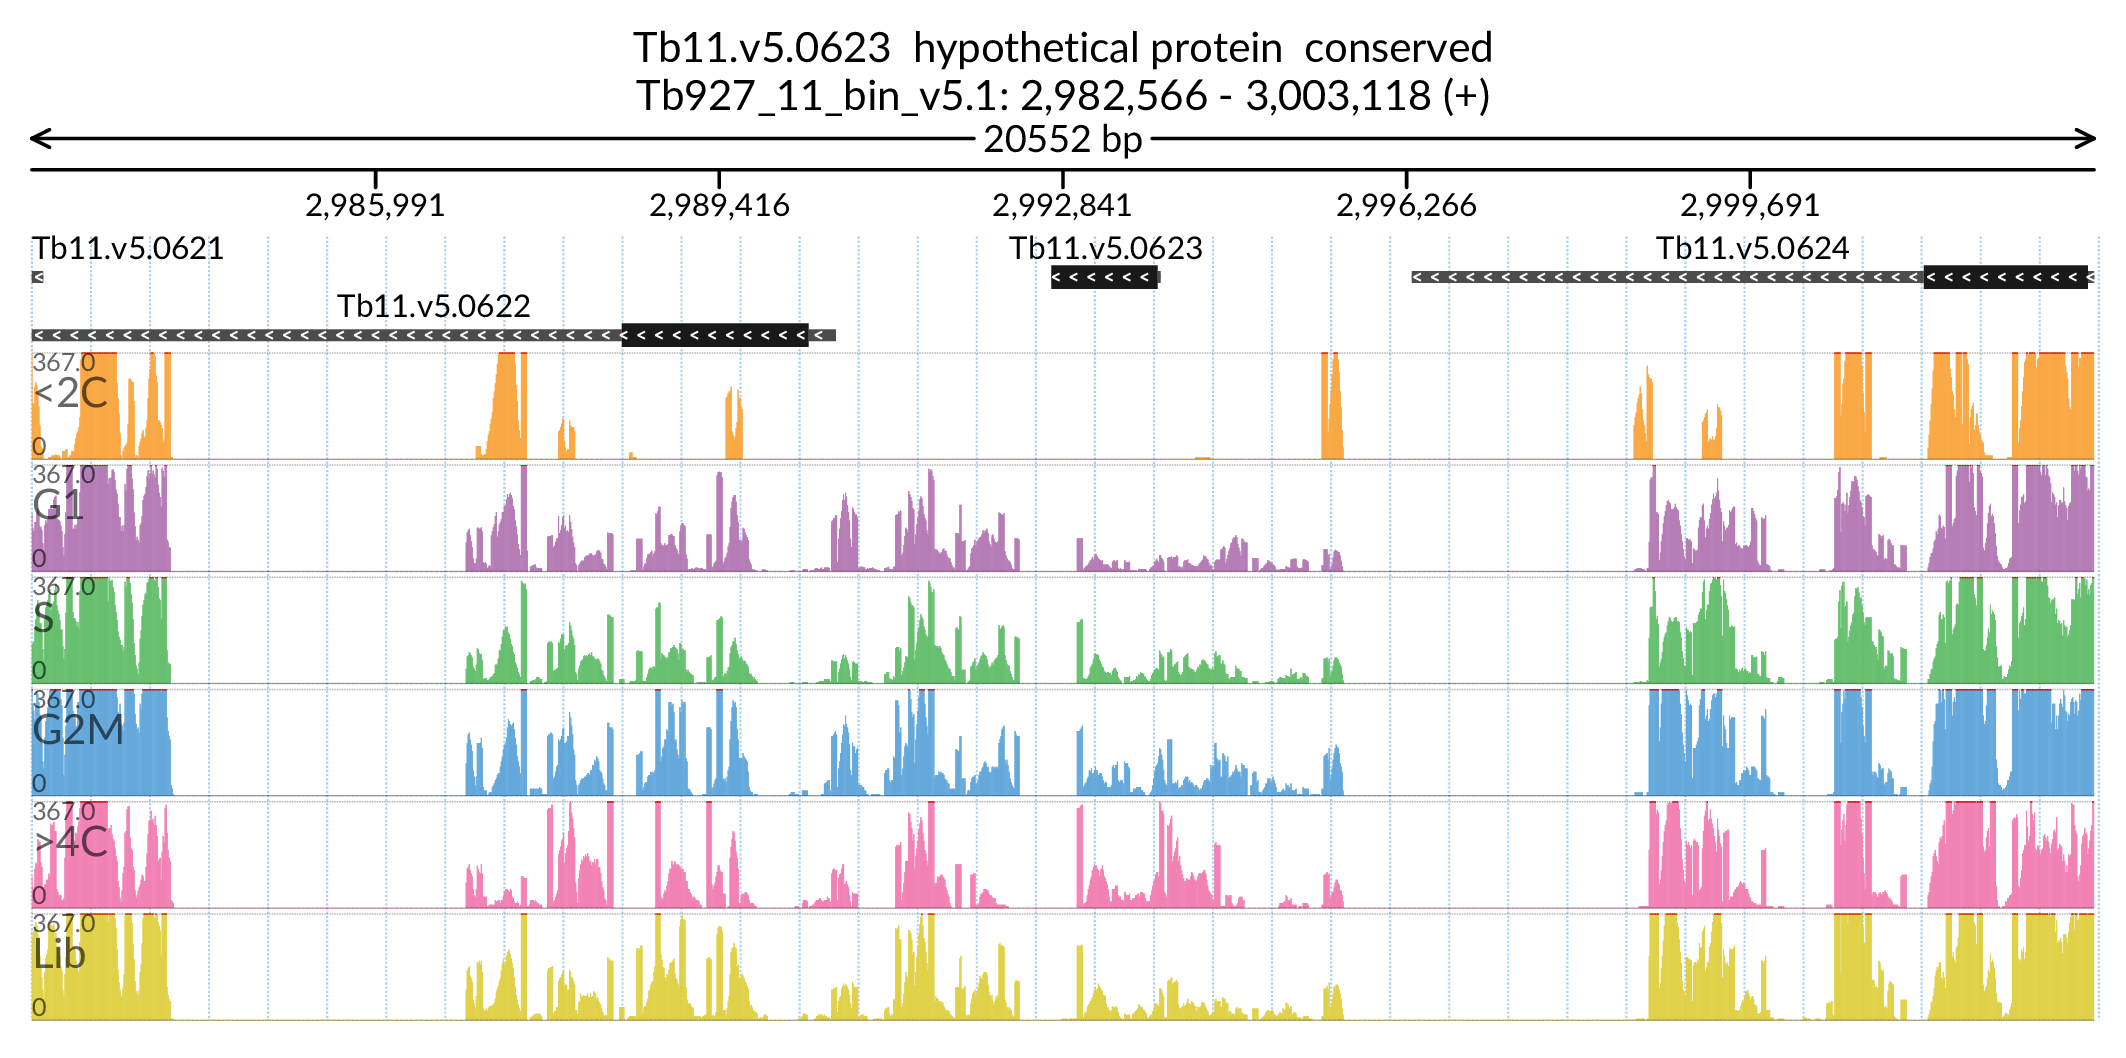 Tb11.v5.0623 hypothetical protein conserved
Tb927_11_bin_v5.1: 2,982,566 - 3,003,118 (+)
20552 bp
2,985,991 2,989,416 2,992,841 2,996,266 2,999,691
Tb11.v5.0621 Tb11.v5.0623 Tb11.v5.0624
Tb11.v5.0622
367.0
<2C
0
367.0
G1
0
367.0
S
0
367.0
G2M
0
367.0
>4C
0
367.0
Lib
0